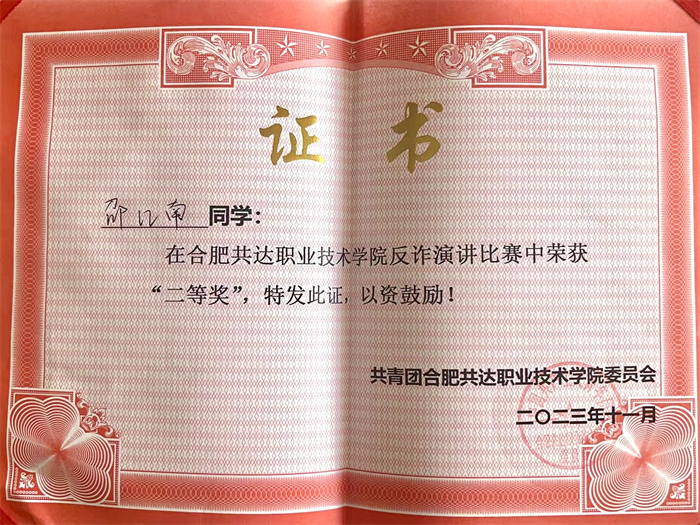 证书
邵江南 同学：
在合肥共达职业技术学院反诈演讲比赛中荣获
“二等奖”，特发此证，以资鼓励！
共青团合肥共达职业技术学院委员会
二〇二三年十一月